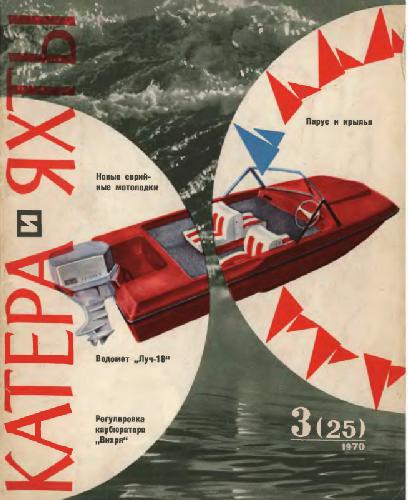 КАТЕРА и ЯХТЫ
Парус и крылья
Новые серий-
ные мотолодки
Водомет „Луч-18“
Регулировка
карбюратора
„Вихря“
3 (25)
1970